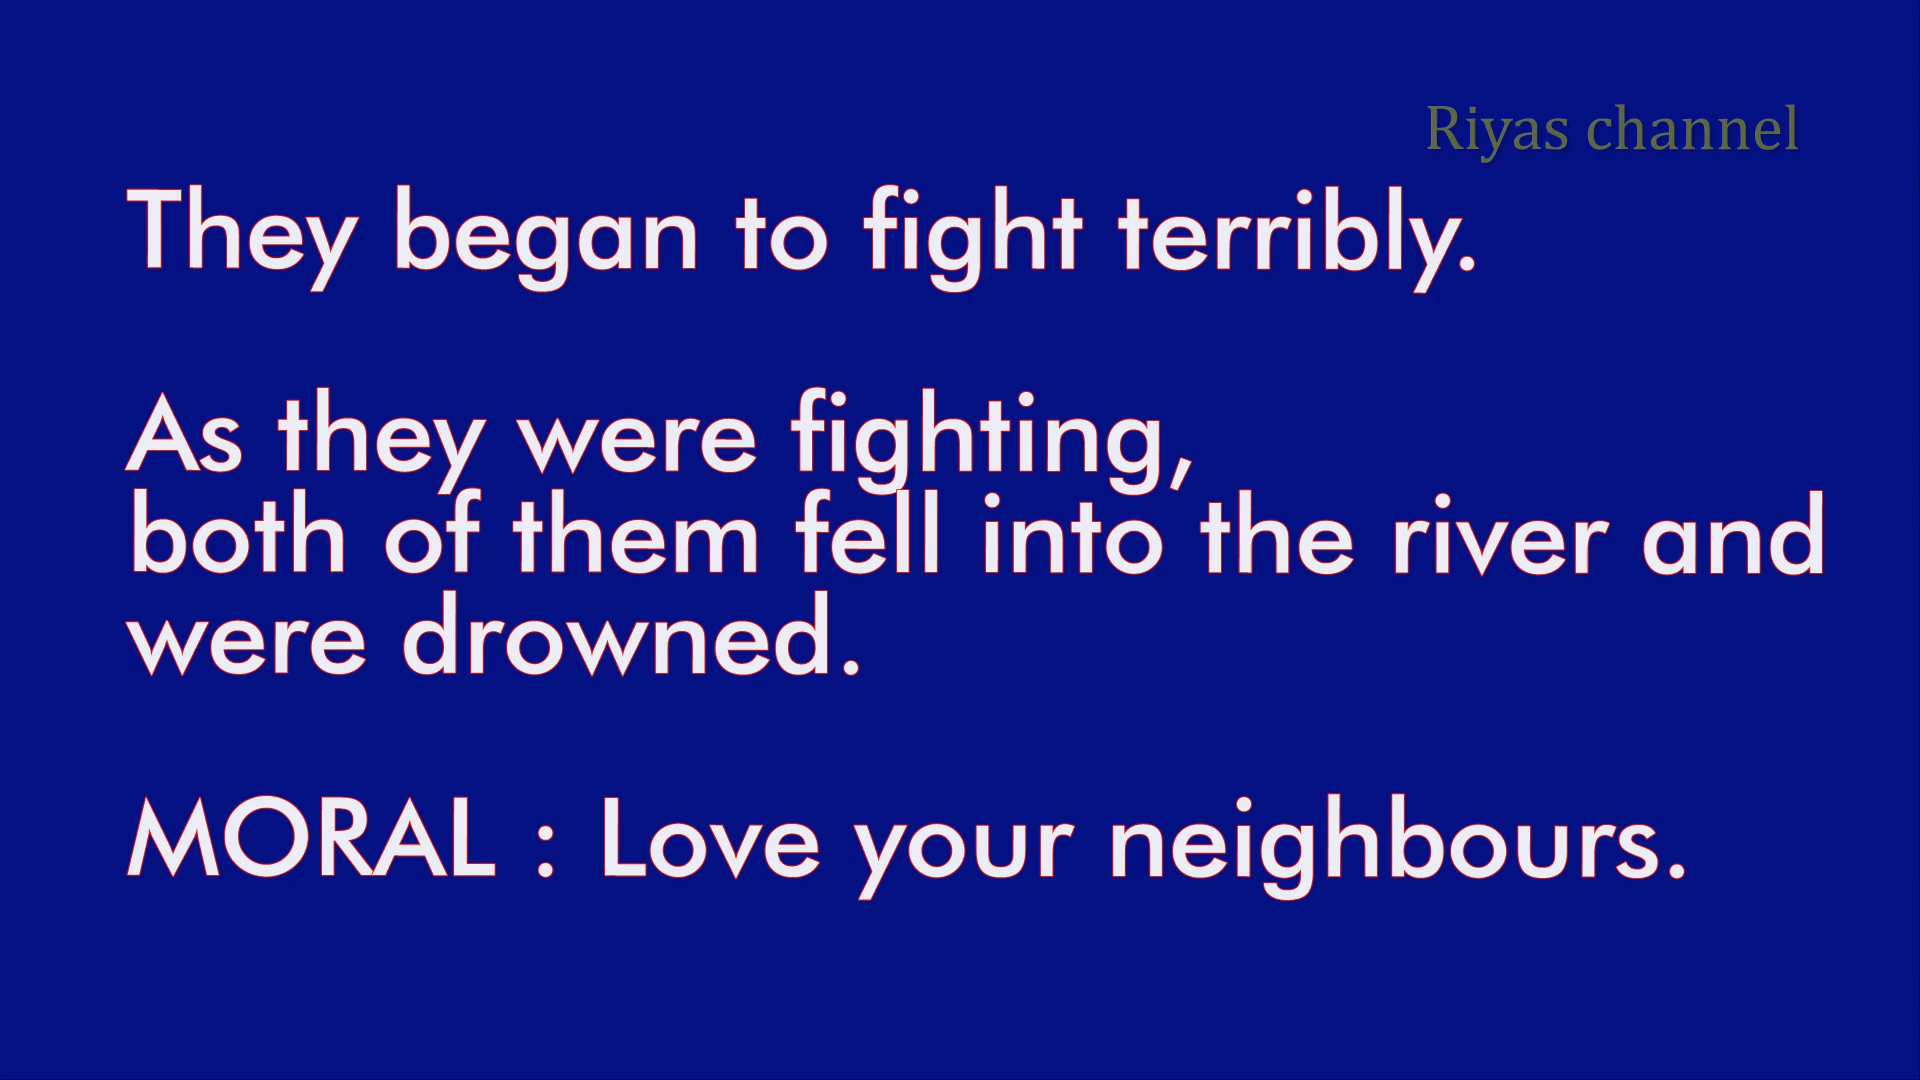 Riyas channel
They began to fight terribly.
As they were fighting,
both of them fell into the river and
were drowned.
MORAL : Love your neighbours.